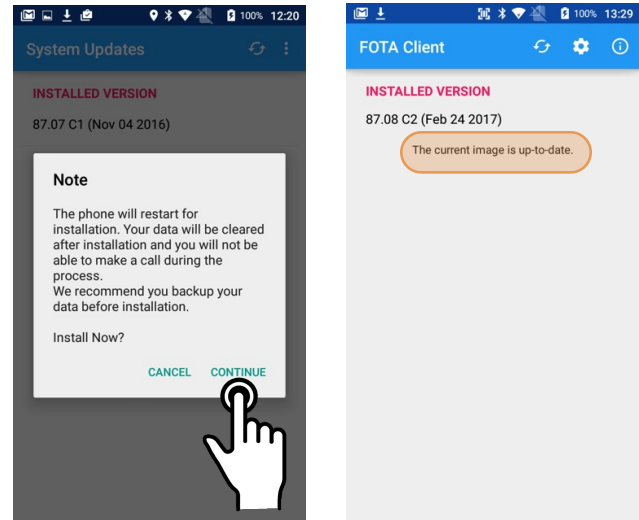 100% 12:20
System Updates
INSTALLED VERSION
87.07 C1 (Nov 04 2016)
Note
The phone will restart for
installation. Your data will be cleared
after installation and you will not be
able to make a call during the
process.
We recommend you backup your
data before installation.
Install Now?
CANCEL CONTINUE
100% 13:29
FOTA Client
INSTALLED VERSION
87.08 C2 (Feb 24 2017)
The current image is up-to-date.